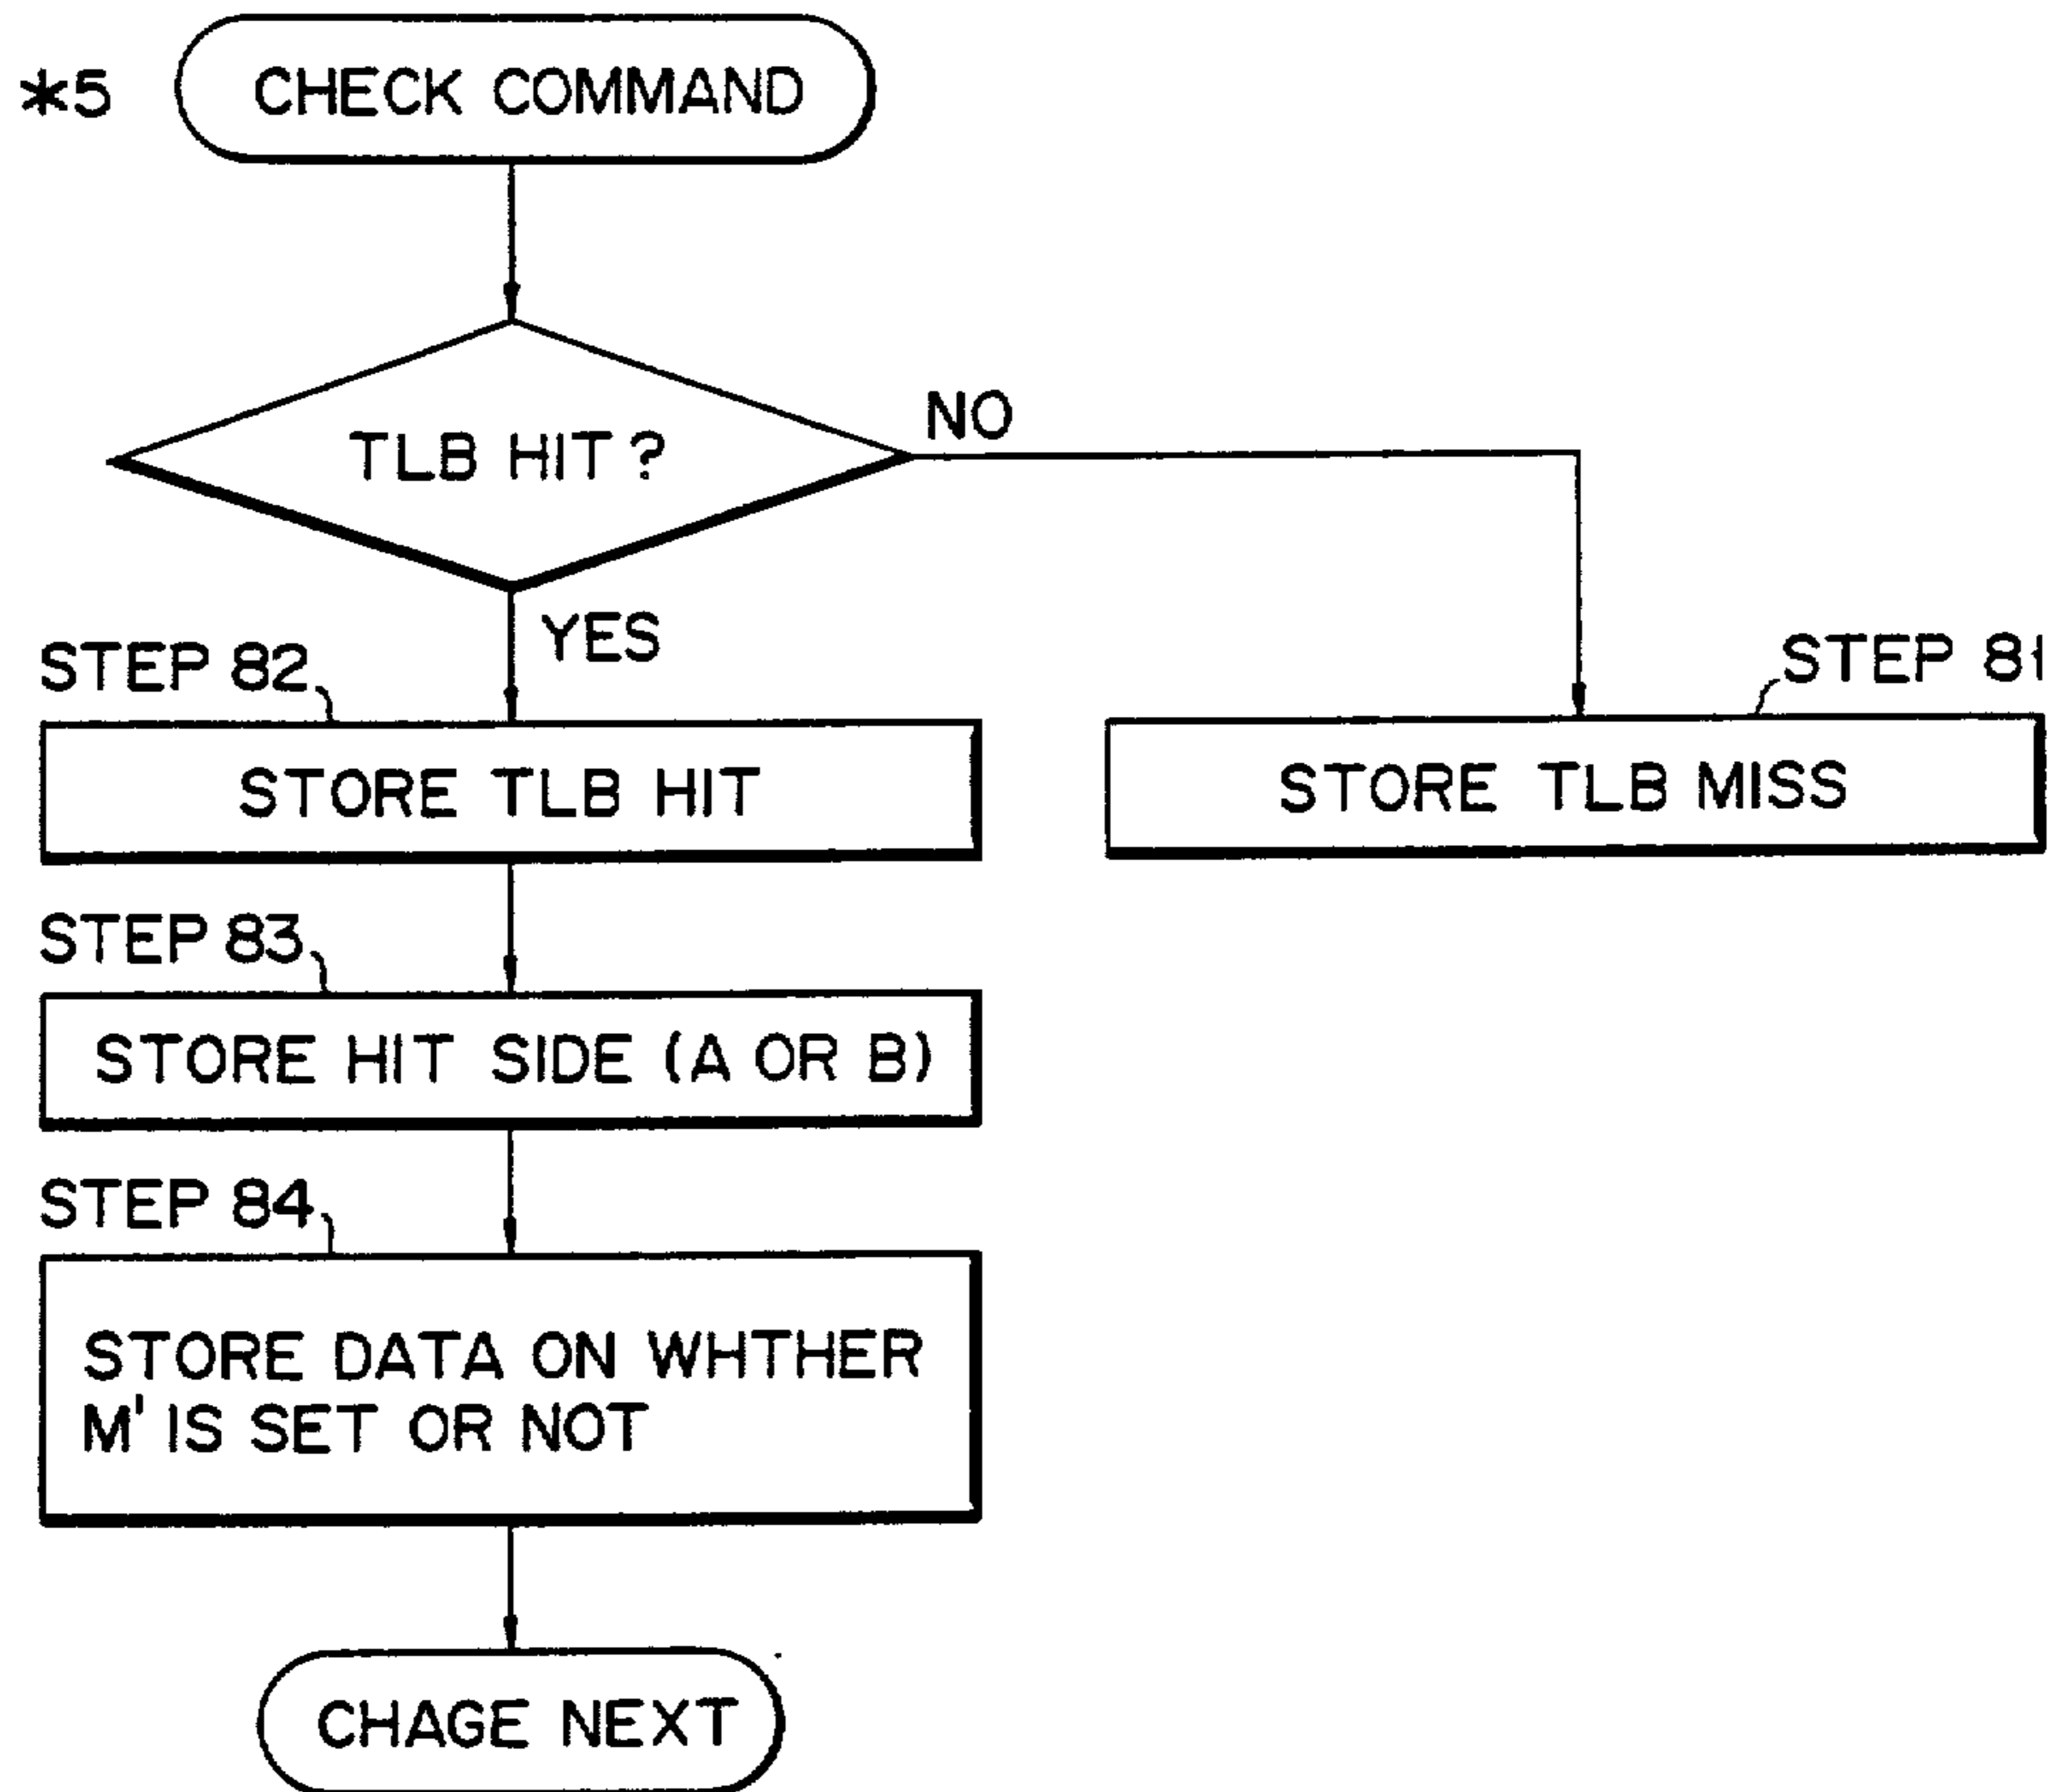 *5
CHECK COMMAND
TLB HIT?
NO
YES
STEP 82
STEP 81
STORE TLB HIT
STORE TLB MISS
STEP 83
STORE HIT SIDE (A OR B)
STEP 84
STORE DATA ON WHTHER
M' IS SET OR NOT
CHAGE NEXT